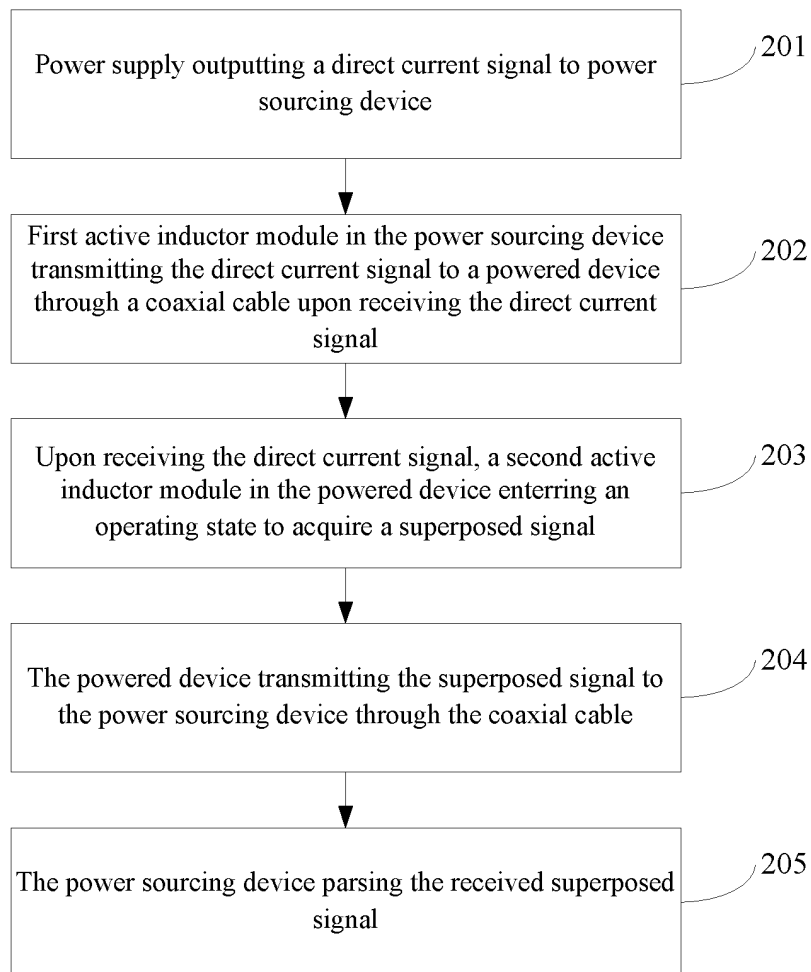 Power supply outputting a direct current signal to power
sourcing device
201
First active inductor module in the power sourcing device
transmitting the direct current signal to a powered device
through a coaxial cable upon receiving the direct current
signal
202
Upon receiving the direct current signal, a second active
inductor module in the powered device enterring an
operating state to acquire a superposed signal
203
The powered device transmitting the superposed signal to
the power sourcing device through the coaxial cable
204
The power sourcing device parsing the received superposed
signal
205